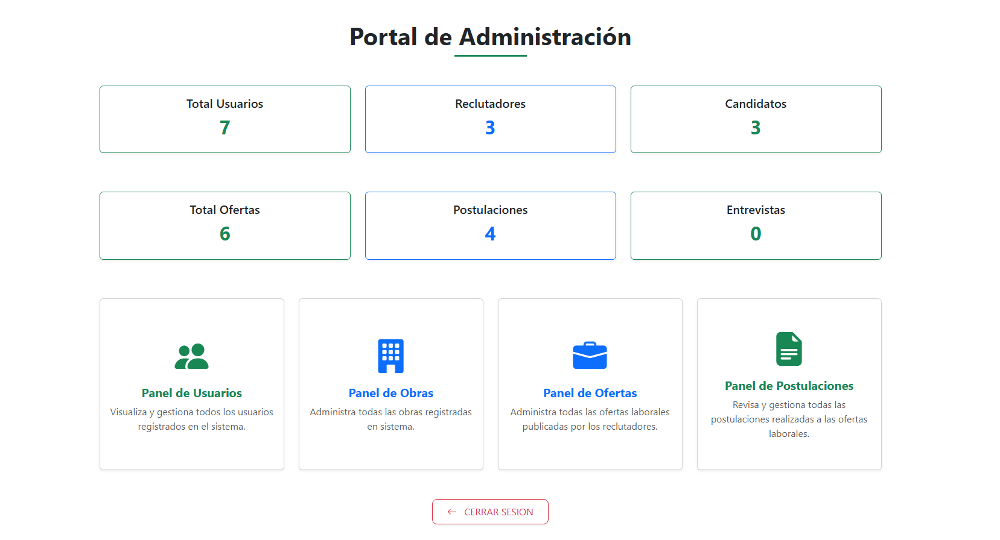 Portal de Administración
Total Usuarios
7
Reclutadores
3
Candidatos
3
Total Ofertas
6
Postulaciones
4
Entrevistas
0
Panel de Usuarios
Visualiza y gestiona todos los usuarios
registrados en el sistema.
Panel de Obras
Administra todas las obras registradas
en sistema.
Panel de Ofertas
Administra todas las ofertas laborales
publicadas por los reclutadores.
Panel de Postulaciones
Revisa y gestiona todas las
postulaciones realizadas a las ofertas
laborales.
CERRAR SESION